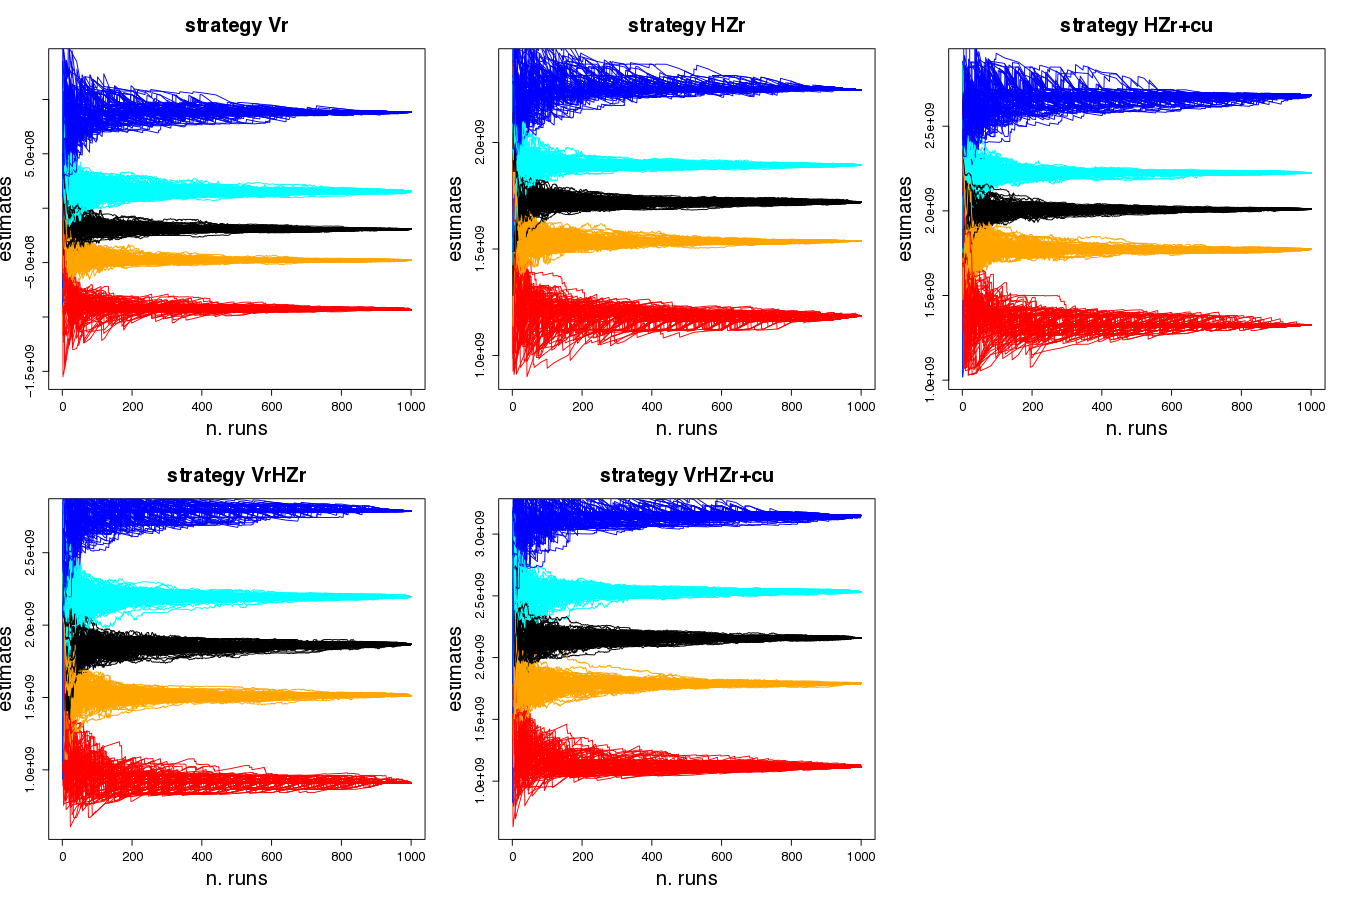 strategy Vr
estimates
5.0e+08
−5.0e+08
−1.5e+09
0 200 400 600 800 1000
n. runs
strategy HZr
estimates
2.0e+09
1.5e+09
1.0e+09
0 200 400 600 800 1000
n. runs
strategy HZr+cu
estimates
2.5e+09
2.0e+09
1.5e+09
1.0e+09
0 200 400 600 800 1000
n. runs
strategy VrHZr
estimates
2.5e+09
2.0e+09
1.5e+09
1.0e+09
0 200 400 600 800 1000
n. runs
strategy VrHZr+cu
estimates
3.0e+09
2.5e+09
2.0e+09
1.5e+09
1.0e+09
0 200 400 600 800 1000
n. runs